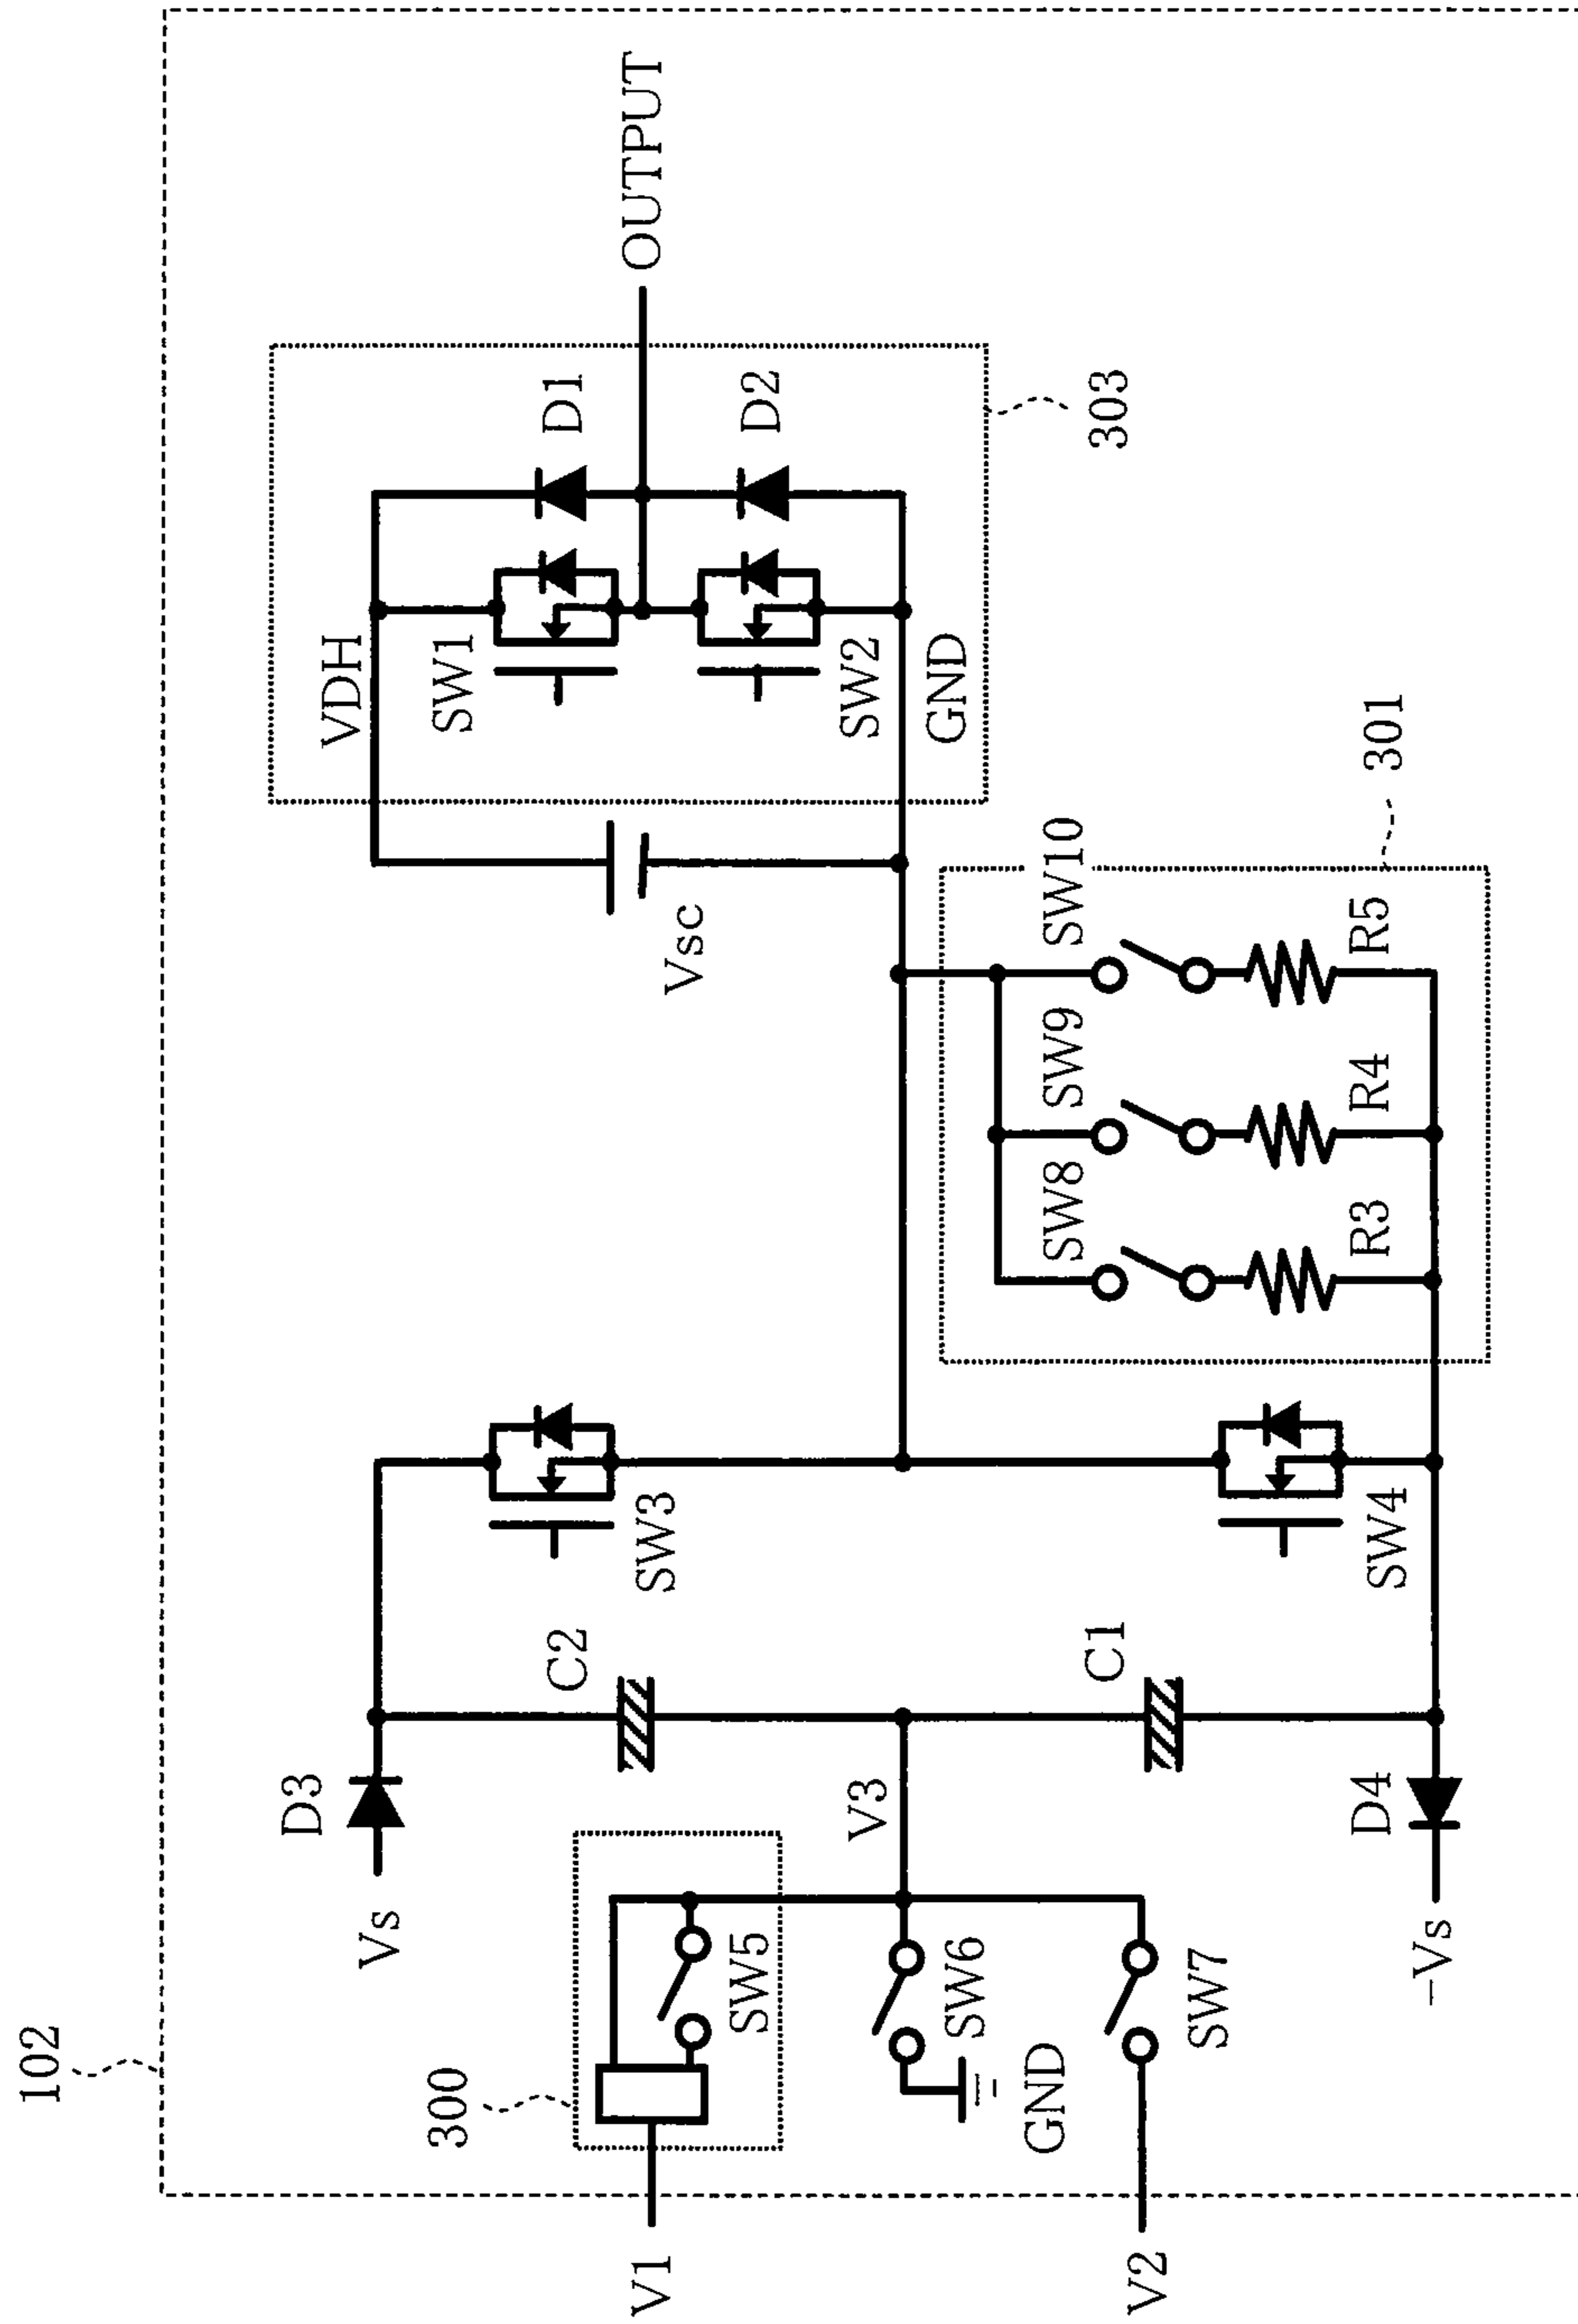 102
300
V1
V2
SW5
SW6
GND
SW7
Vs
D3
V3
-Vs
D4
C2
C1
SW3
SW4
301
SW8
SW9
SW10
R3
R4
R5
Vsc
303
VDH
SW1
SW2
GND
D1
D2
OUTPUT